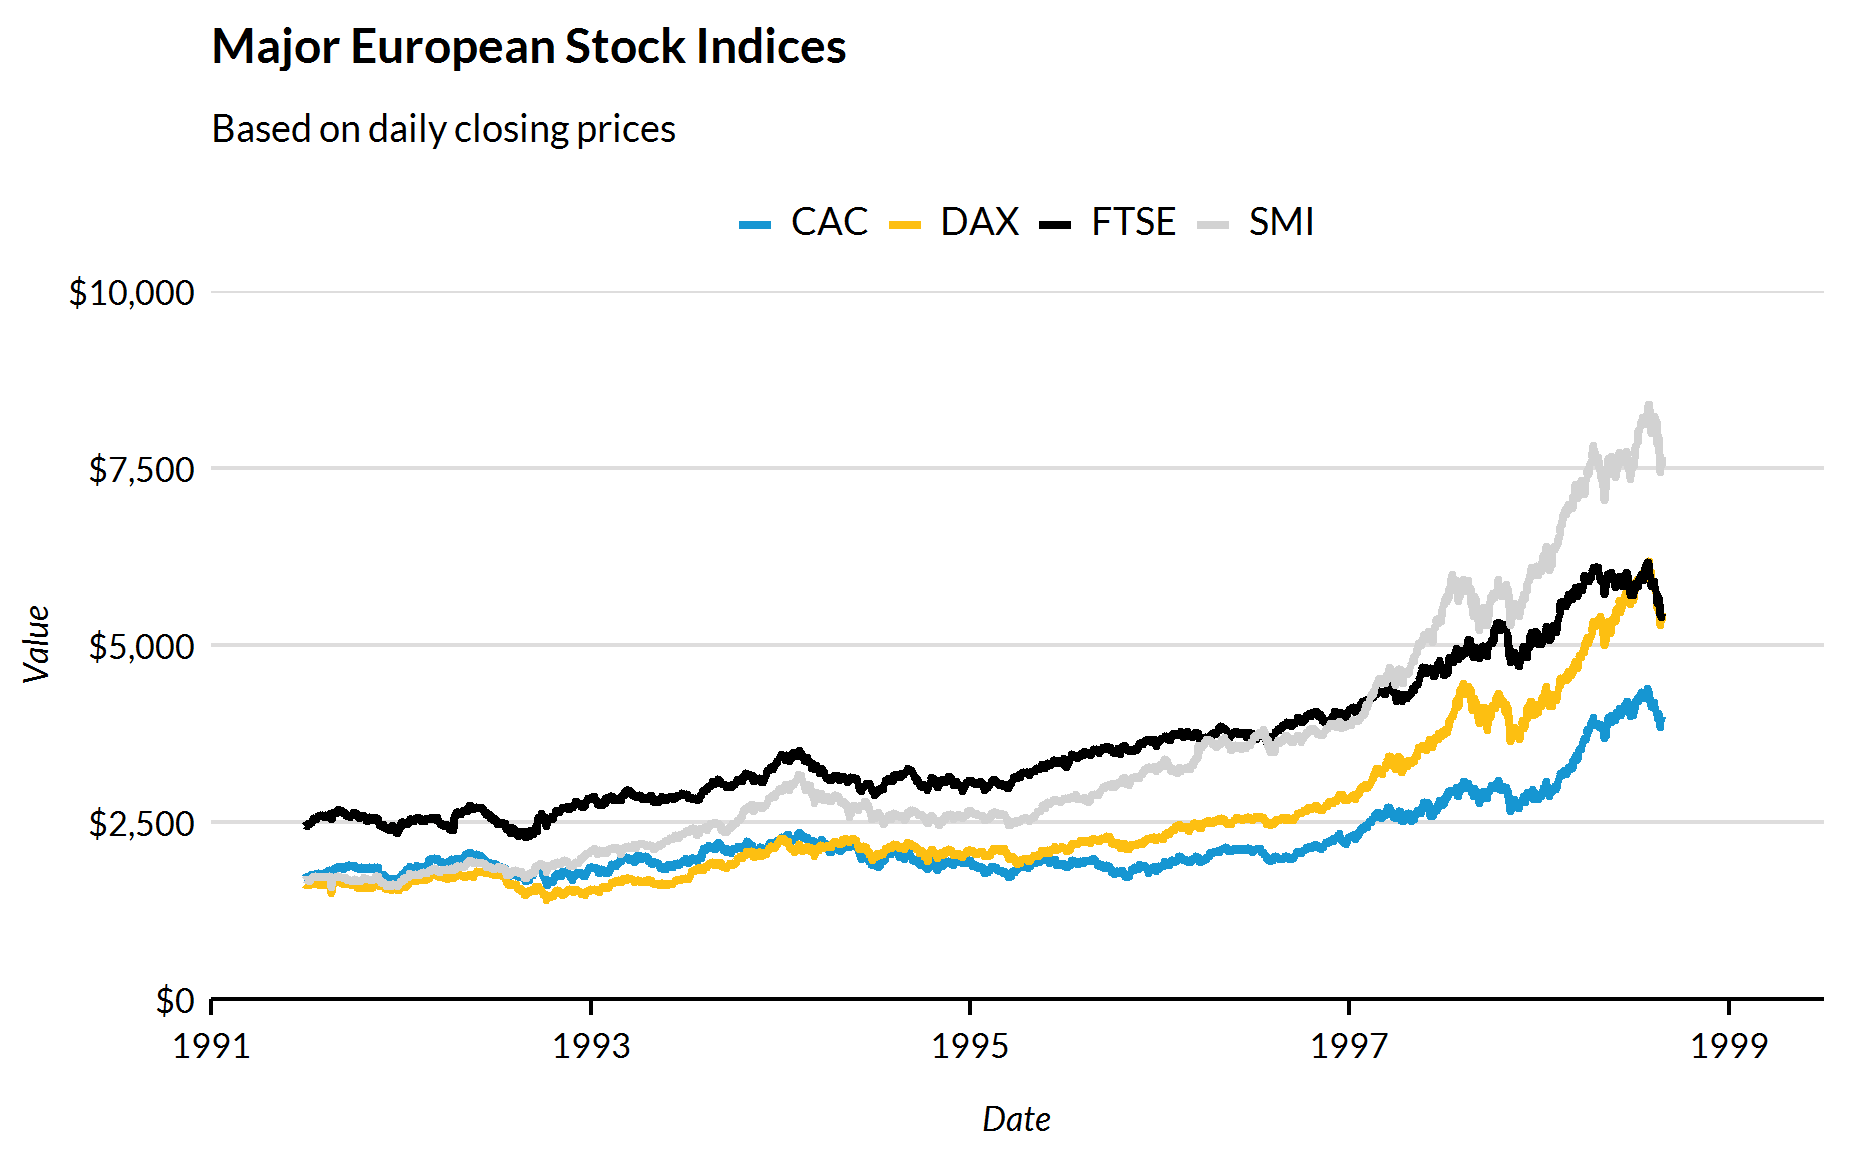 Major European Stock Indices
Based on daily closing prices
CAC DAX FTSE SMI
$10,000
$7,500
$5,000
$2,500
$0
Value
1991 1993 1995 1997 1999
Date